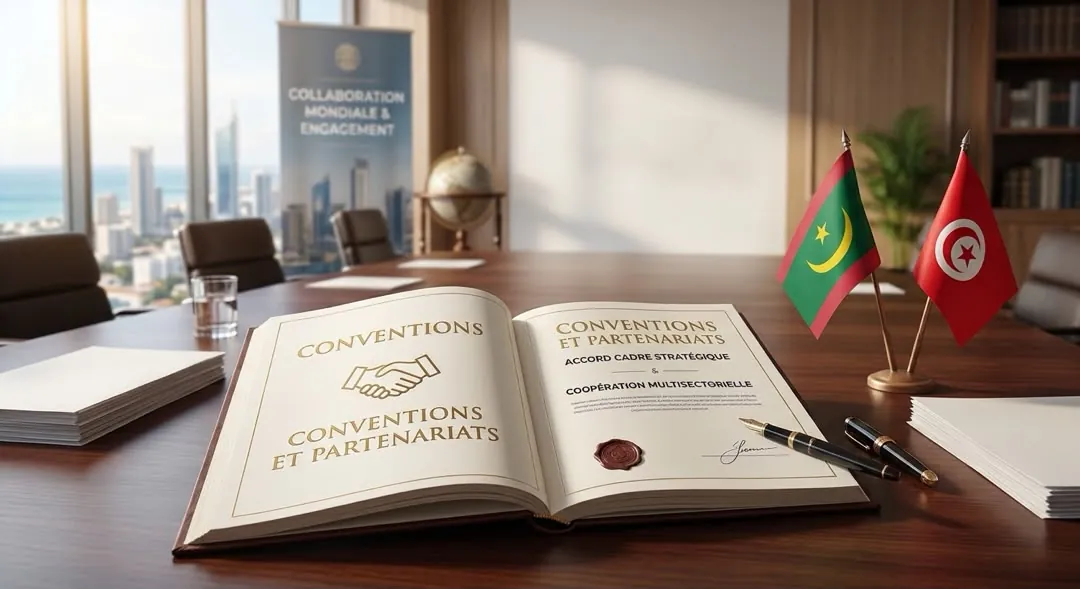 COLLABORATION
MONDIALE &
ENGAGEMENT
CONVENTIONS
CONVENTIONS
ET PARTENARIATS
CONVENTIONS
ET PARTENARIATS
ACCORD CADRE STRATÉGIQUE
&
COOPÉRATION MULTISECTORIELLE